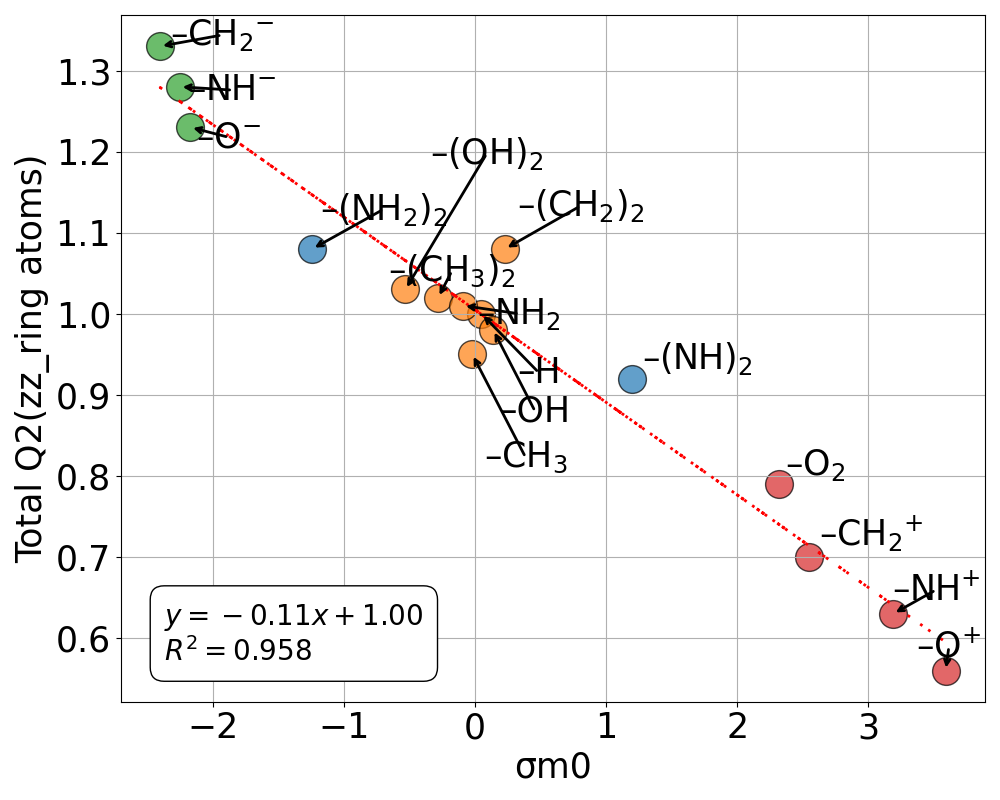 –CH₂⁻
–NH⁻
–O⁻
–(OH)₂
–(NH₂)₂
–(CH₂)₂
–(CH₃)₂
–NH₂
–H
–OH
–CH₃
–(NH)₂
–O₂
–CH₂⁺
–NH⁺
–O⁺
y = −0.11x + 1.00
R² = 0.958
1.3
1.2
1.1
1.0
0.9
0.8
0.7
0.6
Total Q2(zz_ring atoms)
−2 −1 0 1 2 3
σm0